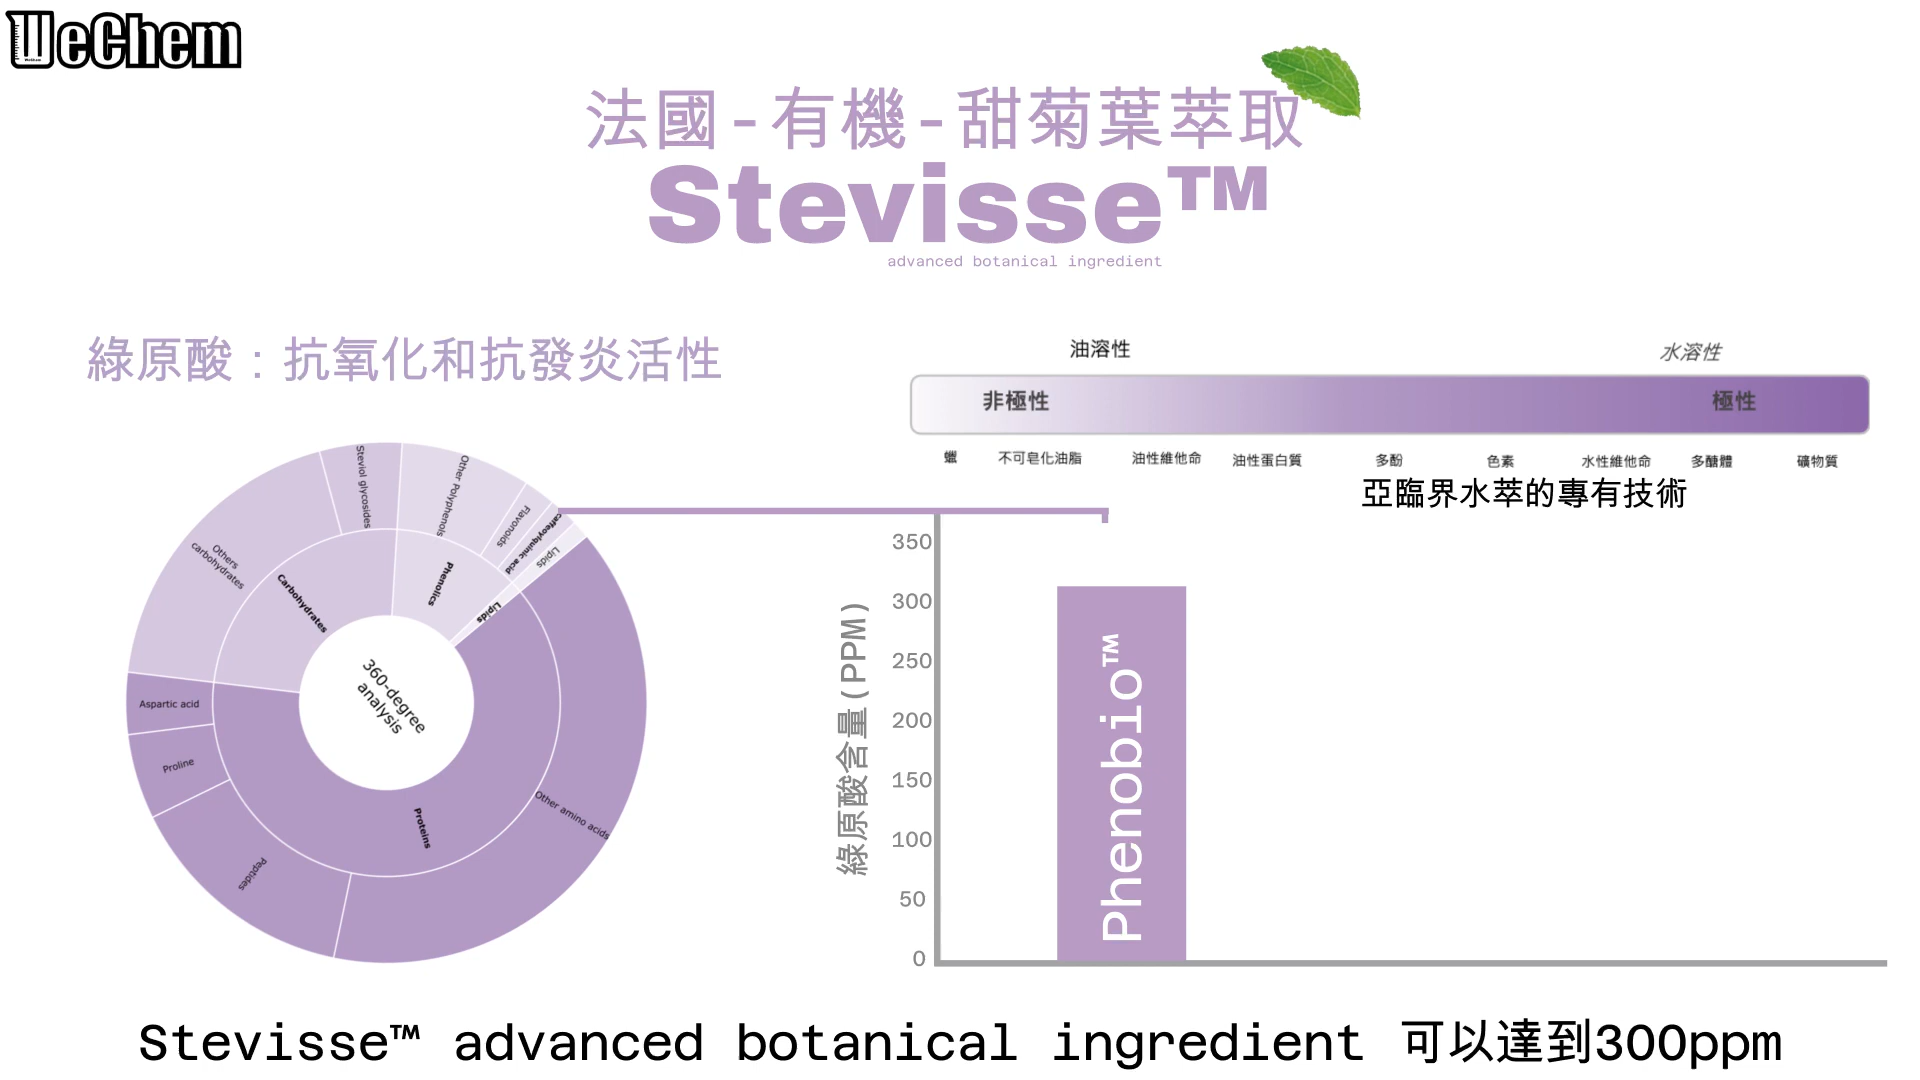 WeChem
法國-有機-甜菊葉萃取
Stevisse™
advanced botanical ingredient
綠原酸：抗氧化和抗發炎活性
油溶性
水溶性
非極性
極性
蠟
不可皂化油脂
油性維他命
油性蛋白質
多酚
色素
水性維他命
多醣體
礦物質
亞臨界水萃的專有技術
Steviol glycosides
Other Polyphenols
Flavonoids
caffeoylquinic acid
Lipids
Others
carbohydrates
Carbohydrates
Phenolics
Lipids
360-degree
analysis
Aspartic acid
Proline
Peptides
Proteins
Other amino acids
綠原酸含量(PPM)
350
300
250
200
150
100
50
0
Phenobio™
Stevisse™ advanced botanical ingredient 可以達到300ppm